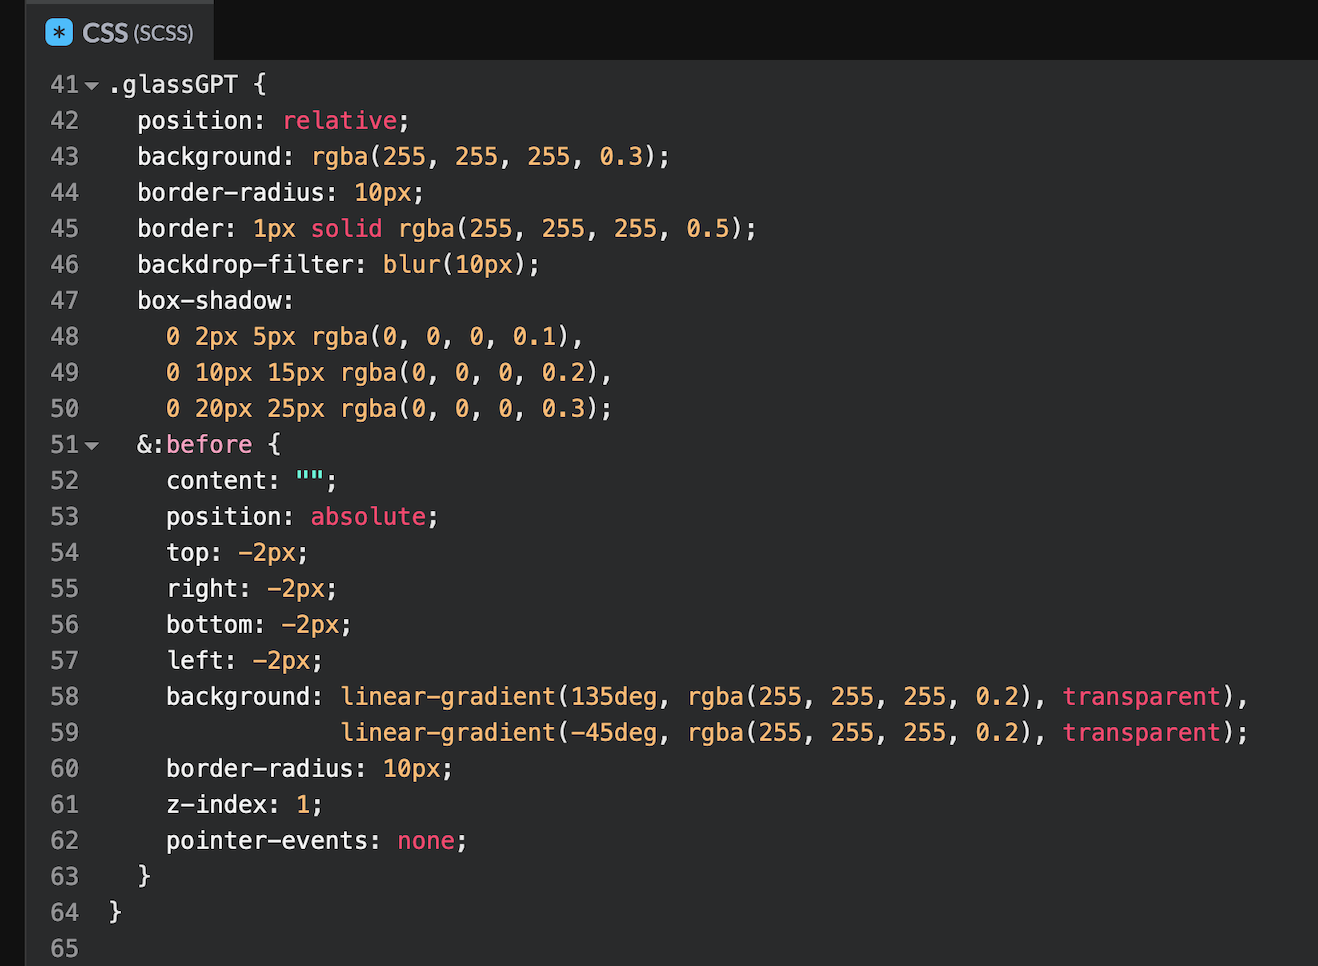 * CSS (SCSS)
41 .glassGPT {
42   position: relative;
43   background: rgba(255, 255, 255, 0.3);
44   border-radius: 10px;
45   border: 1px solid rgba(255, 255, 255, 0.5);
46   backdrop-filter: blur(10px);
47   box-shadow:
48     0 2px 5px rgba(0, 0, 0, 0.1),
49     0 10px 15px rgba(0, 0, 0, 0.2),
50     0 20px 25px rgba(0, 0, 0, 0.3);
51   &:before {
52     content: "";
53     position: absolute;
54     top: -2px;
55     right: -2px;
56     bottom: -2px;
57     left: -2px;
58     background: linear-gradient(135deg, rgba(255, 255, 255, 0.2), transparent),
59                 linear-gradient(-45deg, rgba(255, 255, 255, 0.2), transparent);
60     border-radius: 10px;
61     z-index: 1;
62     pointer-events: none;
63   }
64 }
65